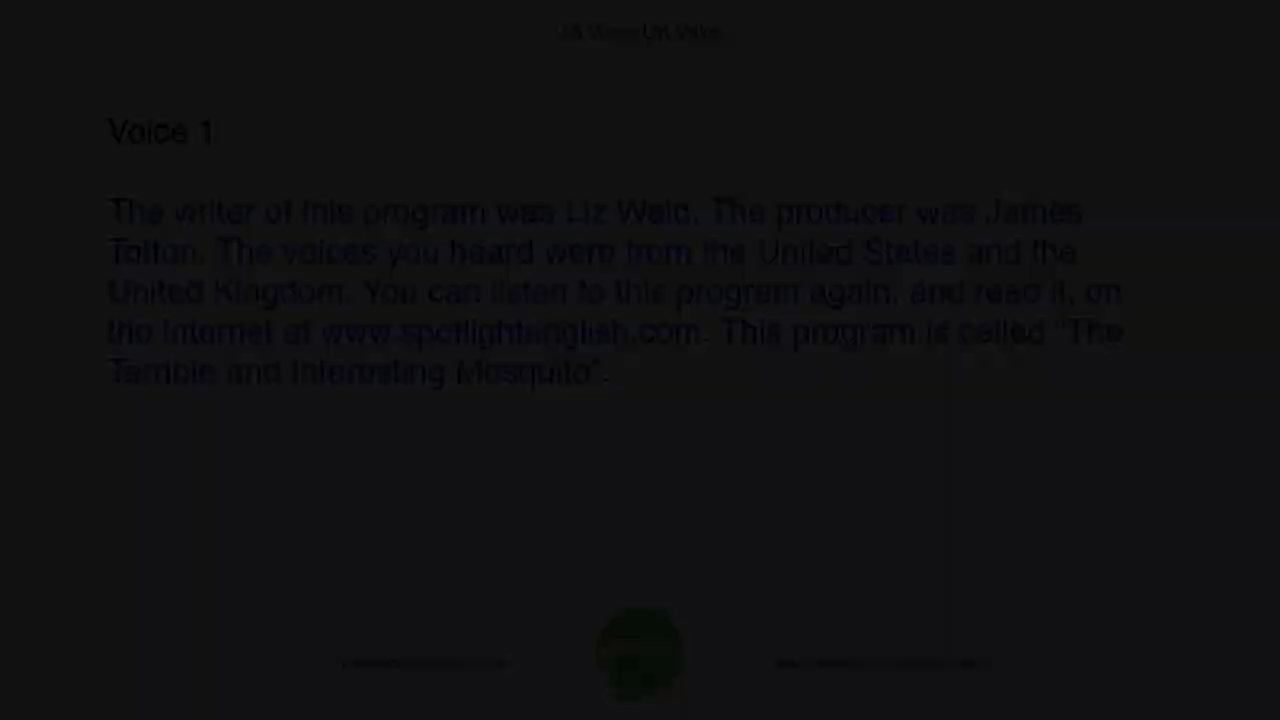 Voice 1
The writer of this program was Liz Waid. The producer was James
Tolton. The voices you heard were from the United States and the
United Kingdom. You can listen to this program again, and read it, on
the internet at www.spotlightenglish.com. This program is called "The
Terrible and Interesting Mosquito".